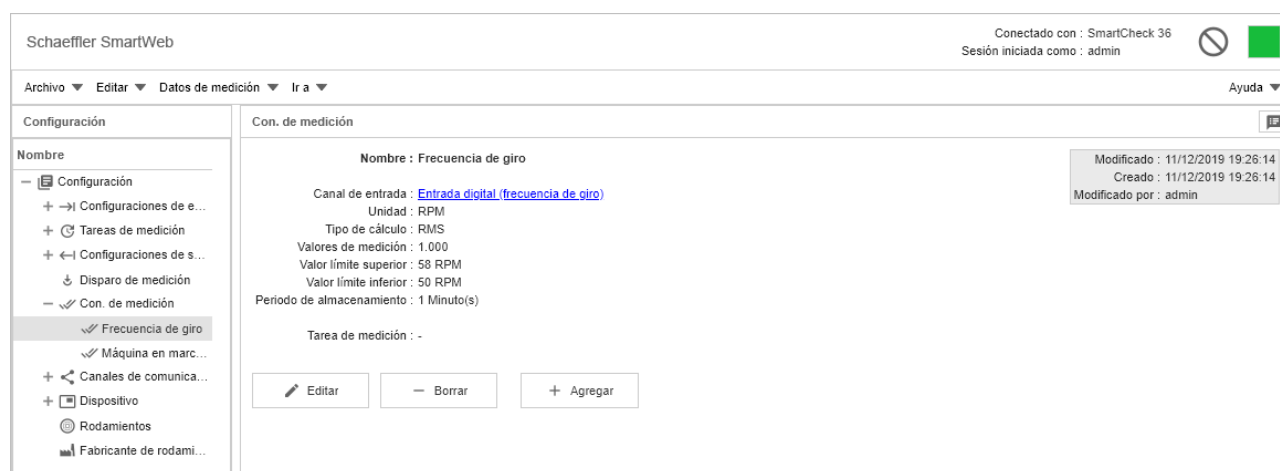 Schaeffler SmartWeb
Conectado con : SmartCheck 36
Sesión iniciada como : admin
Archivo Editar Datos de medición Ir a Ayuda
Configuración
Con. de medición
Nombre
Configuración
Configuraciones de e...
Tareas de medición
Configuraciones de s...
Disparo de medición
Con. de medición
Frecuencia de giro
Máquina en marc...
Canales de comunica...
Dispositivo
Rodamientos
Fabricante de rodami...
Nombre : Frecuencia de giro
Canal de entrada : Entrada digital (frecuencia de giro)
Unidad : RPM
Tipo de cálculo : RMS
Valores de medición : 1.000
Valor límite superior : 58 RPM
Valor límite inferior : 50 RPM
Periodo de almacenamiento : 1 Minuto(s)
Tarea de medición : -
Editar Borrar Agregar
Modificado : 11/12/2019 19:26:14
Creado : 11/12/2019 19:26:14
Modificado por : admin